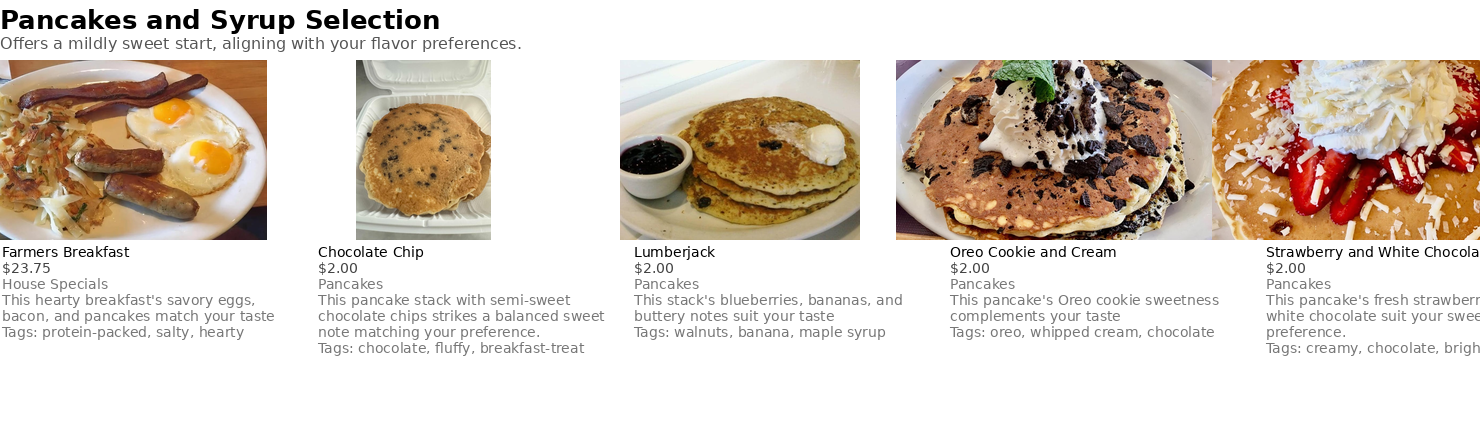 Pancakes and Syrup Selection
Offers a mildly sweet start, aligning with your flavor preferences.
Farmers Breakfast
$23.75
House Specials
This hearty breakfast's savory eggs,
bacon, and pancakes match your taste
Tags: protein-packed, salty, hearty
Chocolate Chip
$2.00
Pancakes
This pancake stack with semi-sweet
chocolate chips strikes a balanced sweet
note matching your preference.
Tags: chocolate, fluffy, breakfast-treat
Lumberjack
$2.00
Pancakes
This stack's blueberries, bananas, and
buttery notes suit your taste
Tags: walnuts, banana, maple syrup
Oreo Cookie and Cream
$2.00
Pancakes
This pancake's Oreo cookie sweetness
complements your taste
Tags: oreo, whipped cream, chocolate
Strawberry and White
$2.00
Pancakes
This pancake's fresh
white chocolate suit your
preference.
Tags: creamy, chocolate,